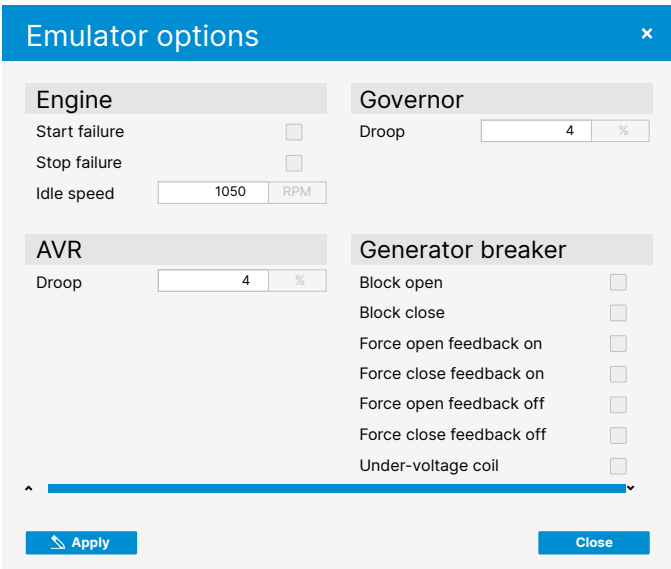 Emulator options
×
Engine
Start failure
Stop failure
Idle speed 1050 RPM
Governor
Droop 4 %
AVR
Droop 4 %
Generator breaker
Block open
Block close
Force open feedback on
Force close feedback on
Force open feedback off
Force close feedback off
Under-voltage coil
Apply
Close